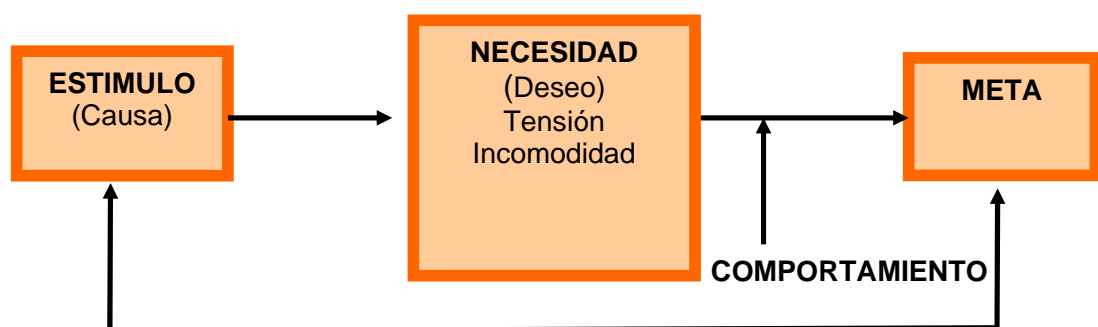 ESTIMULO
(Causa)
NECESIDAD
(Deseo)
Tensión
Incomodidad
META
COMPORTAMIENTO